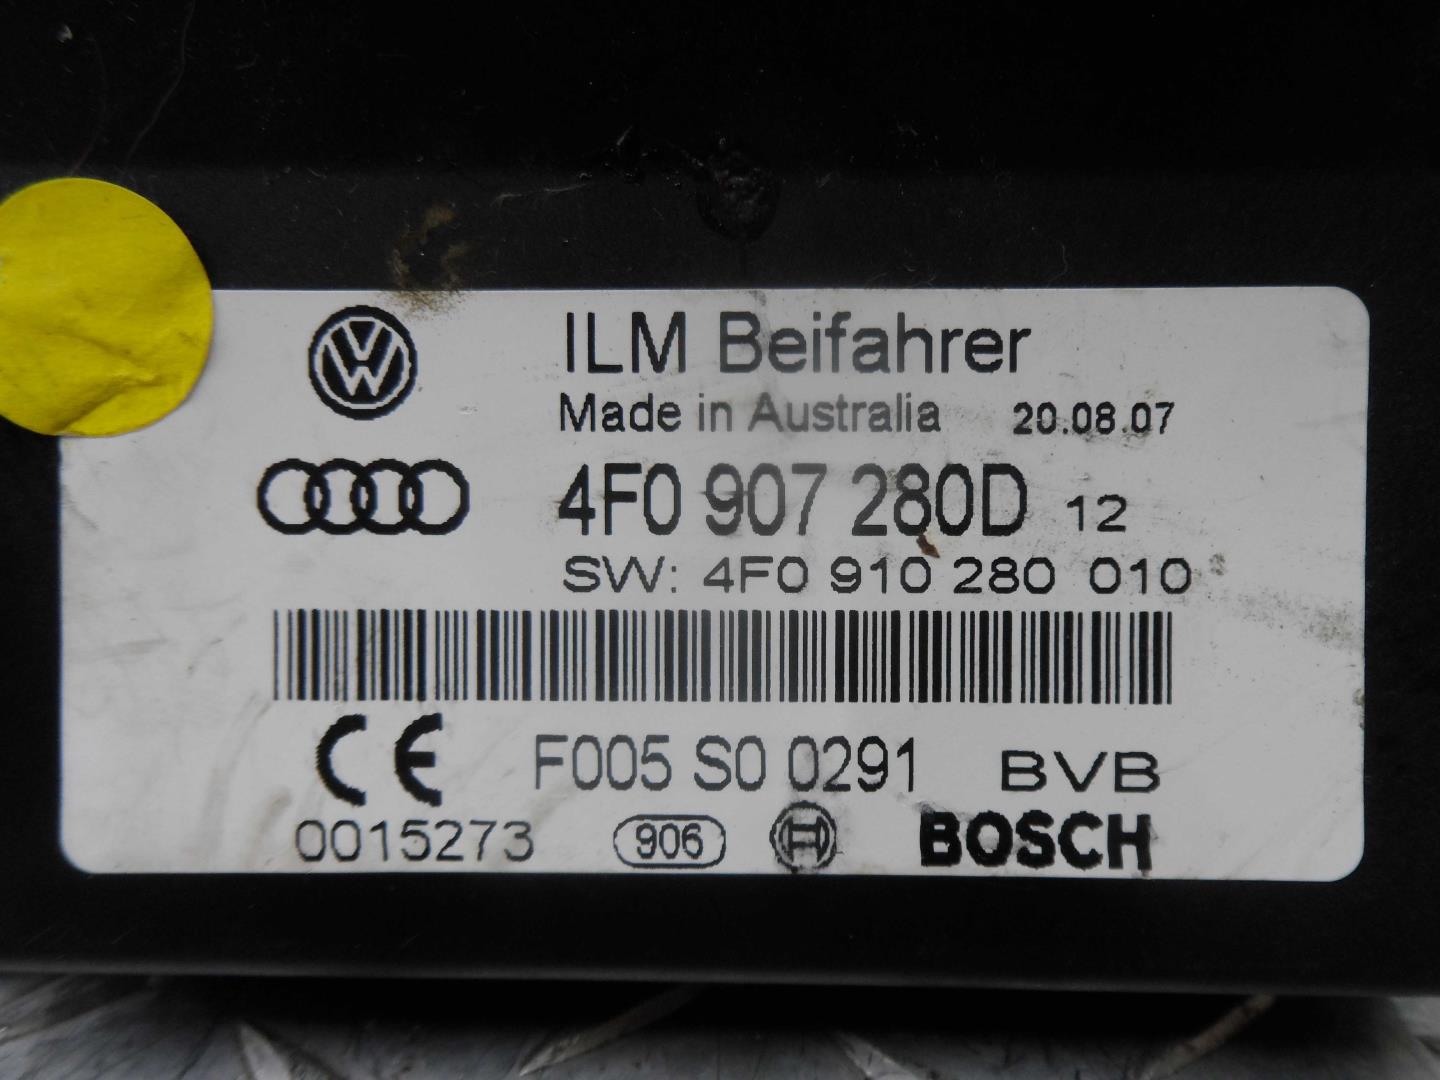 ILM Beifahrer
Made in Australia 20.08.07
4F0 907 280D 12
SW: 4F0 910 280 010
CE F005 S0 0291 BVB
0015273 906 BOSCH